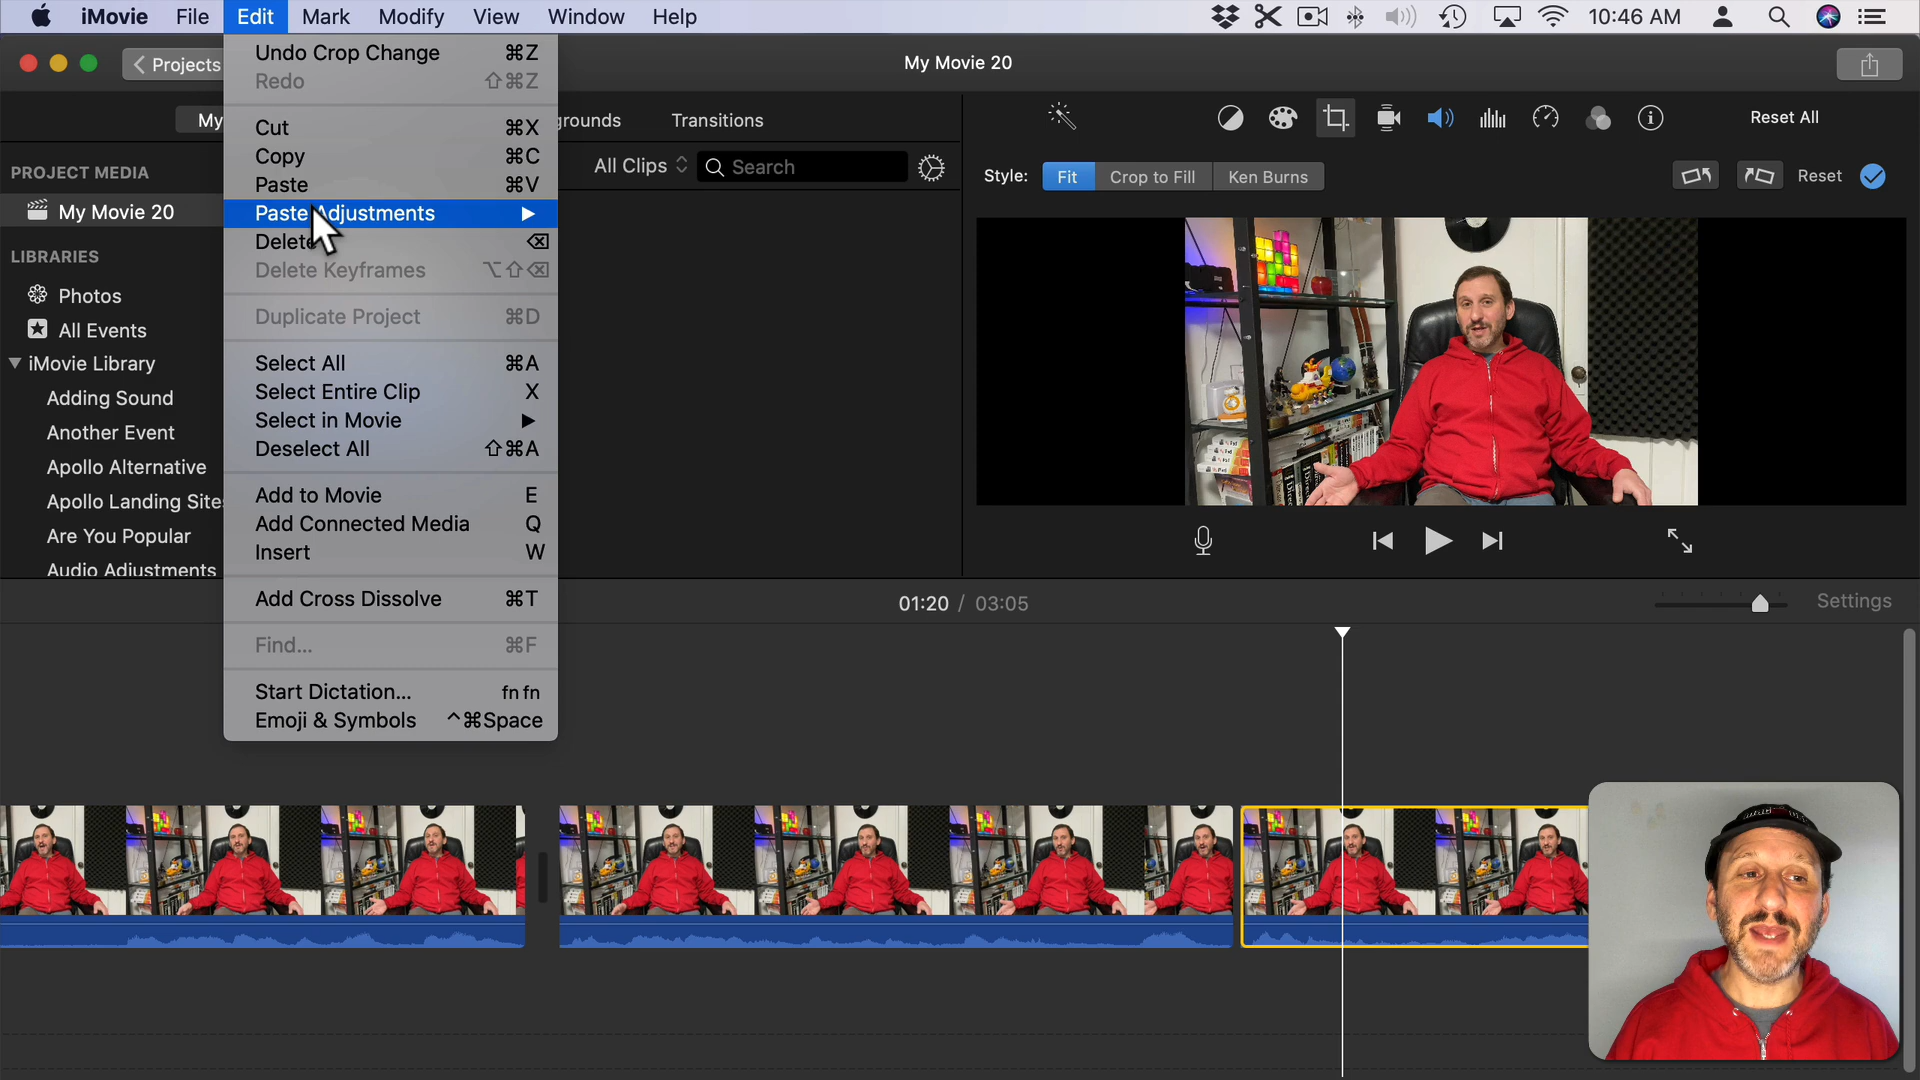 iMovie File Edit Mark Modify View Window Help 10:46 AM
Projects My Movie 20
Undo Crop Change ⌘Z
Redo ⇧⌘Z
Cut ⌘X
Copy ⌘C
Paste ⌘V
Paste Adjustments
Delete
Delete Keyframes
Duplicate Project ⌘D
Select All ⌘A
Select Entire Clip X
Select in Movie
Deselect All ⇧⌘A
Add to Movie E
Add Connected Media Q
Insert W
Add Cross Dissolve ⌘T
Find... ⌘F
Start Dictation... fn fn
Emoji & Symbols ^⌘Space
My grounds Transitions
All Clips Search
PROJECT MEDIA
My Movie 20
LIBRARIES
Photos
All Events
iMovie Library
Adding Sound
Another Event
Apollo Alternative
Apollo Landing Site
Are You Popular
Audio Adjustments
Reset All
Style: Fit Crop to Fill Ken Burns Reset
01:20 / 03:05
Settings